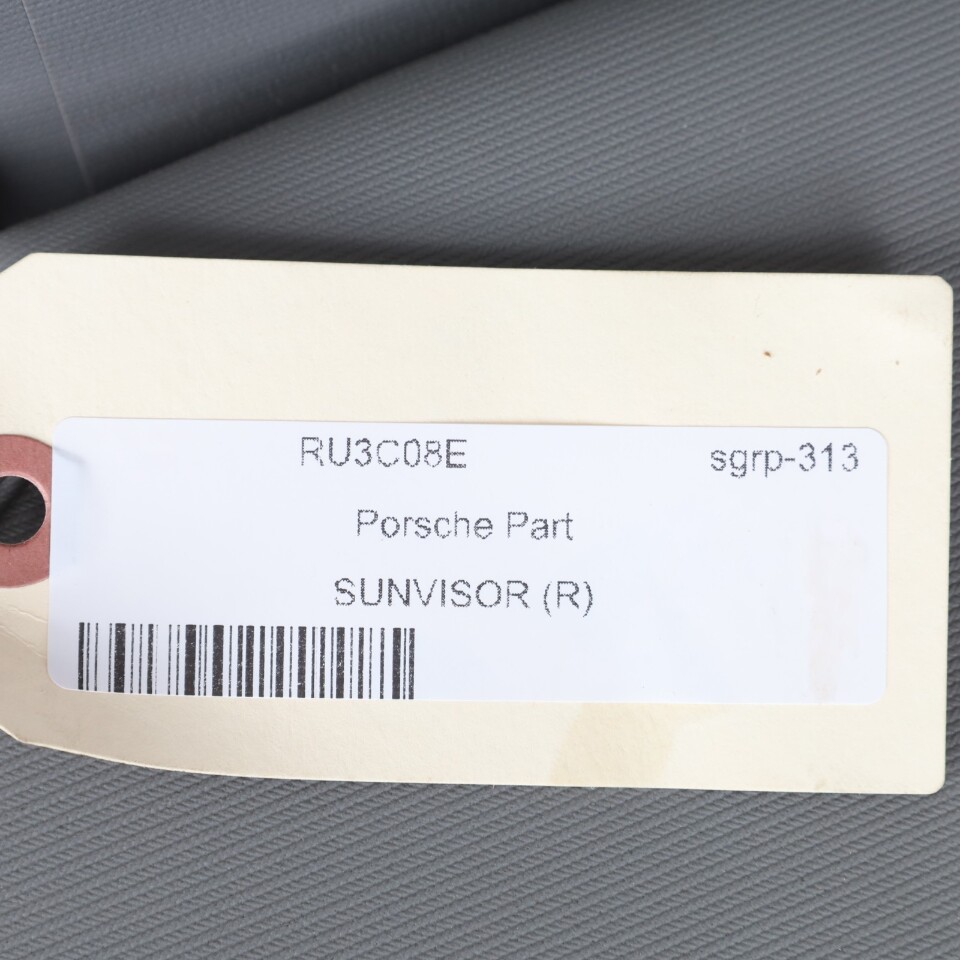 RU3C08E sgrp-313
Porsche Part
SUNVISOR (R)